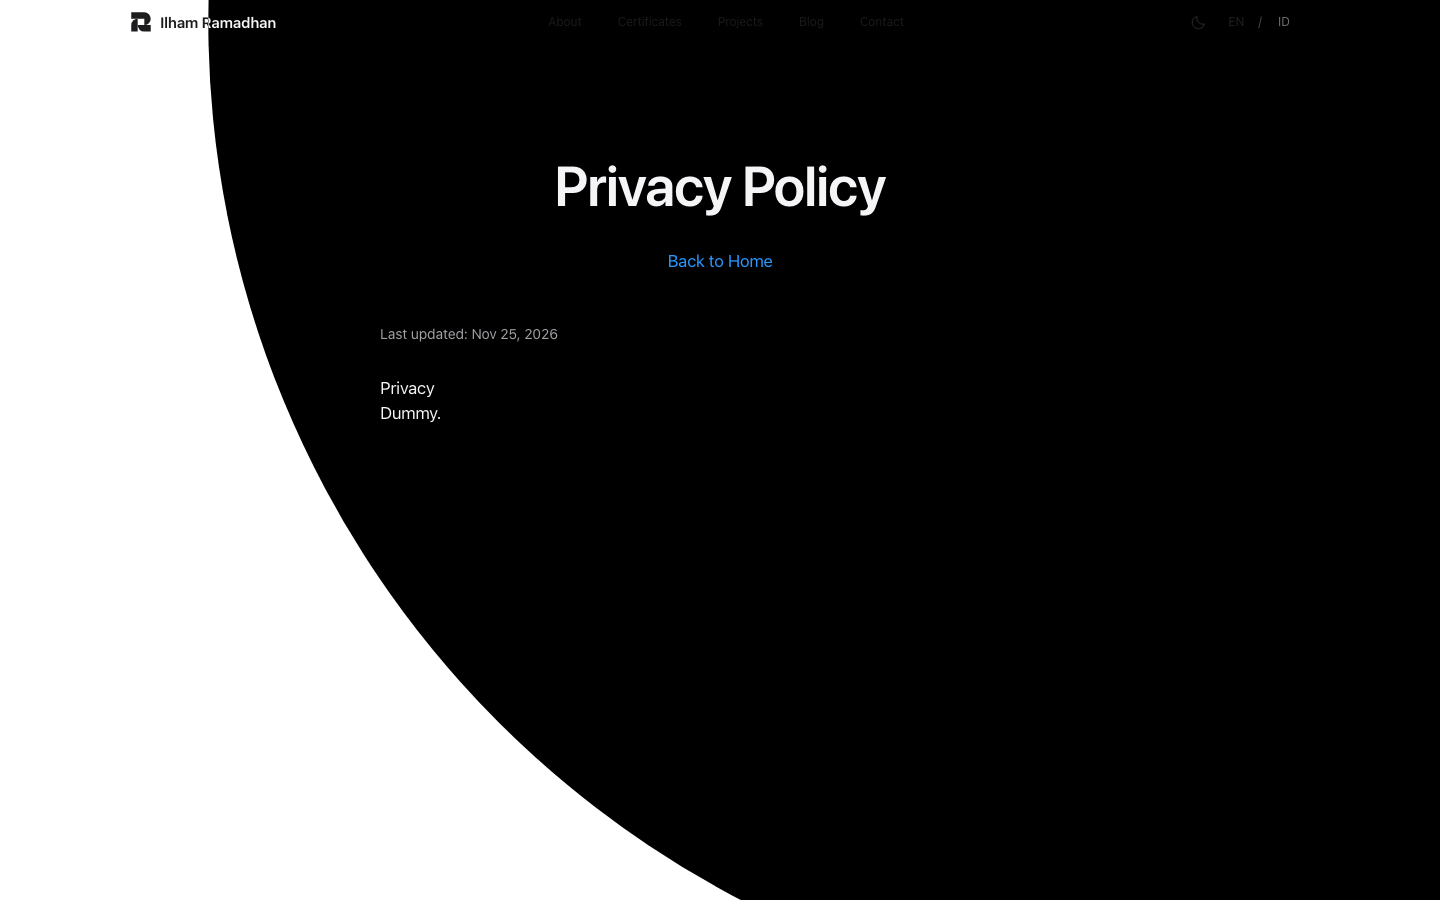 Ilham Ramadhan
About Certificates Projects Blog Contact
EN / ID
Privacy Policy
Back to Home
Last updated: Nov 25, 2026
Privacy
Dummy.